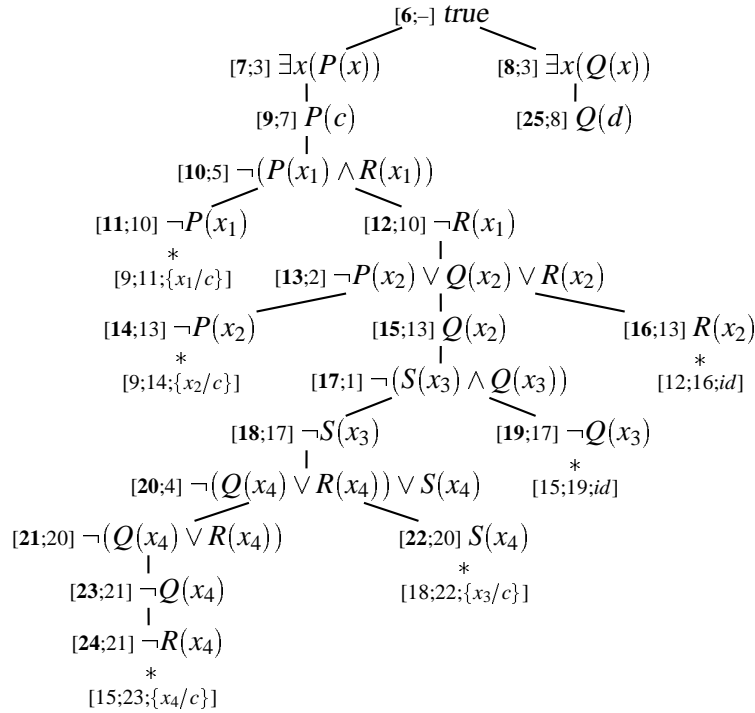 [6;–] true
[7;3] ∃x(P(x)) [8;3] ∃x(Q(x))
[9;7] P(c) [25;8] Q(d)
[10;5] ¬(P(x₁) ∧ R(x₁))
[11;10] ¬P(x₁) [12;10] ¬R(x₁)
*
[9;11;{x₁/c}] [13;2] ¬P(x₂) ∨ Q(x₂) ∨ R(x₂)
[14;13] ¬P(x₂) [15;13] Q(x₂) [16;13] R(x₂)
* *
[9;14;{x₂/c}] [17;1] ¬(S(x₃) ∧ Q(x₃)) [12;16;id]
[18;17] ¬S(x₃) [19;17] ¬Q(x₃)
*
[20;4] ¬(Q(x₄) ∨ R(x₄)) ∨ S(x₄) [15;19;id]
[21;20] ¬(Q(x₄) ∨ R(x₄)) [22;20] S(x₄)
*
[23;21] ¬Q(x₄) [18;22;{x₃/c}]
[24;21] ¬R(x₄)
*
[15;23;{x₄/c}]